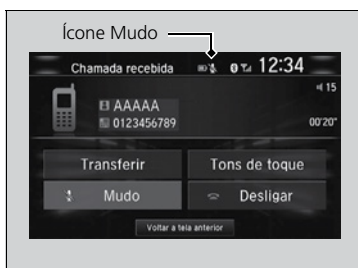 Ícone Mudo
Chamada recebida 12:34
15
AAAAA
0123456789 00'20"
Transferir Tons de toque
Mudo Desligar
Voltar a tela anterior